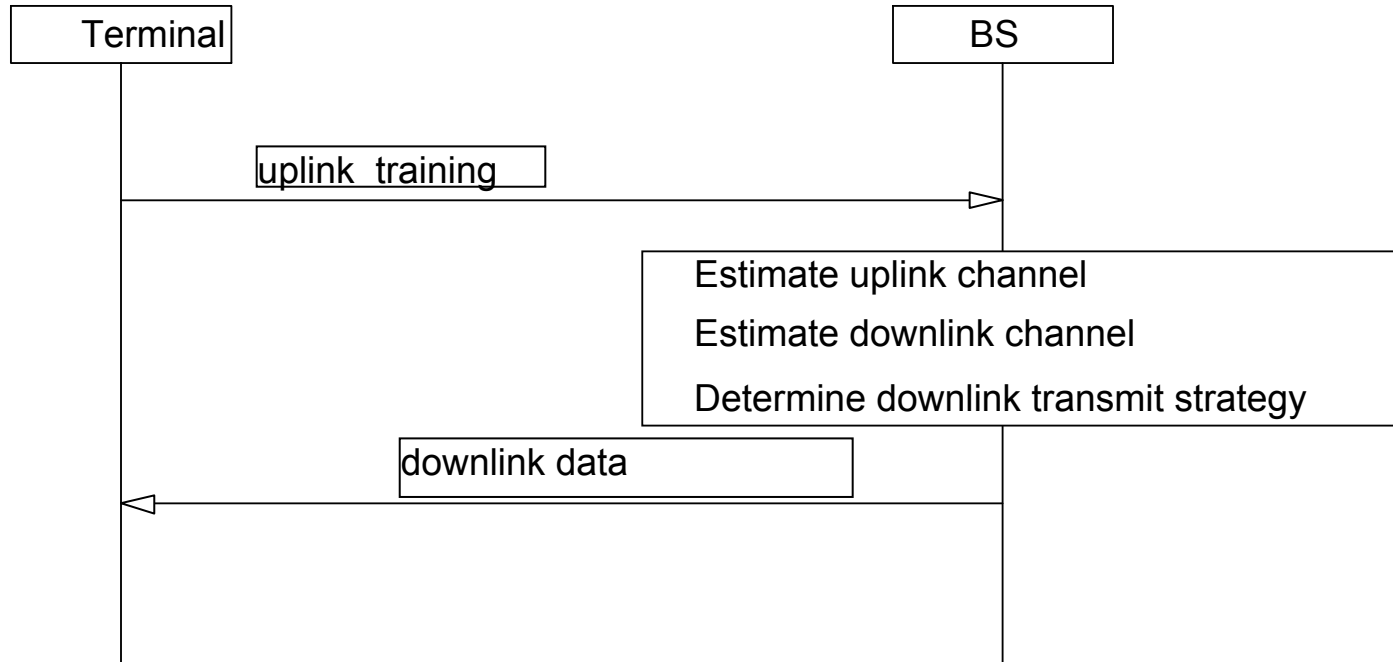 Terminal
BS
uplink training
Estimate uplink channel
Estimate downlink channel
Determine downlink transmit strategy
downlink data